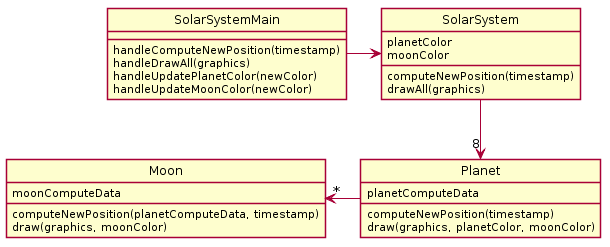 SolarSystemMain
handleComputeNewPosition(timestamp)
handleDrawAll(graphics)
handleUpdatePlanetColor(newColor)
handleUpdateMoonColor(newColor)
SolarSystem
planetColor
moonColor
computeNewPosition(timestamp)
drawAll(graphics)
8
Moon
moonComputeData
computeNewPosition(planetComputeData, timestamp)
draw(graphics, moonColor)
*
Planet
planetComputeData
computeNewPosition(timestamp)
draw(graphics, planetColor, moonColor)